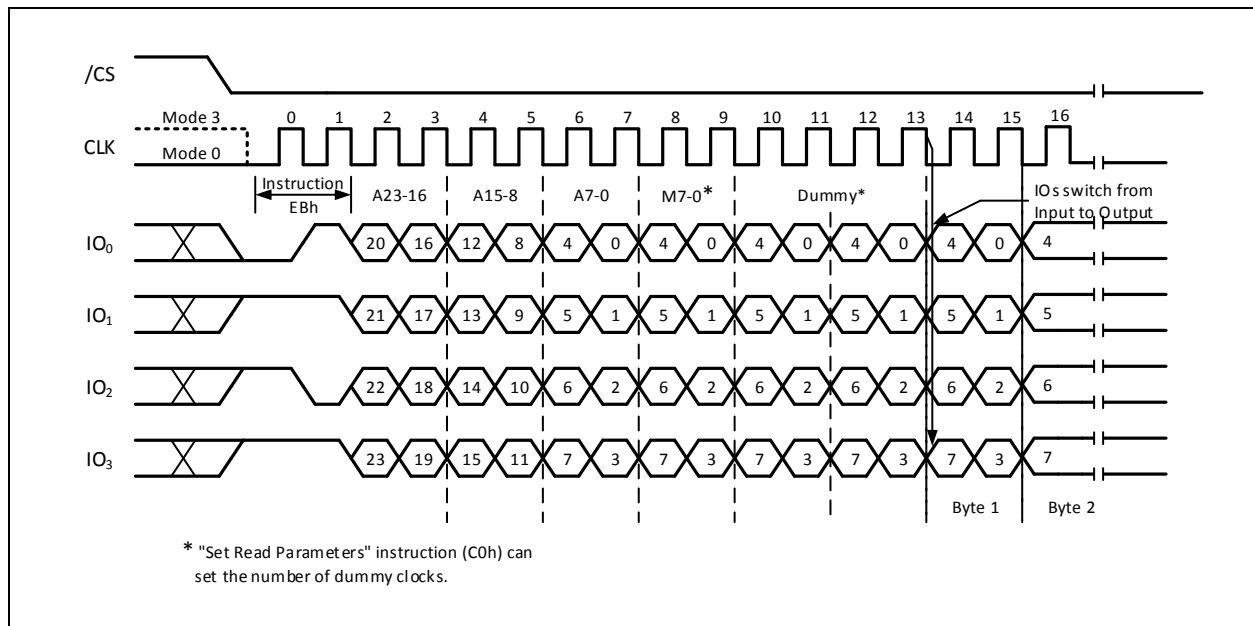 /CS
Mode 3 0 1 2 3 4 5 6 7 8 9 10 11 12 13 14 15 16
CLK
Mode 0
Instruction A23-16 A15-8 A7-0 M7-0* Dummy* IOs switch from
EBh Input to Output
IO0 20 16 12 8 4 0 4 0 4 0 4 0 4 0 4
IO1 21 17 13 9 5 1 5 1 5 1 5 1 5 1 5
IO2 22 18 14 10 6 2 6 2 6 2 6 2 6 2 6
IO3 23 19 15 11 7 3 7 3 7 3 7 3 7 3 7
Byte 1 Byte 2
* "Set Read Parameters" instruction (C0h) can
set the number of dummy clocks.